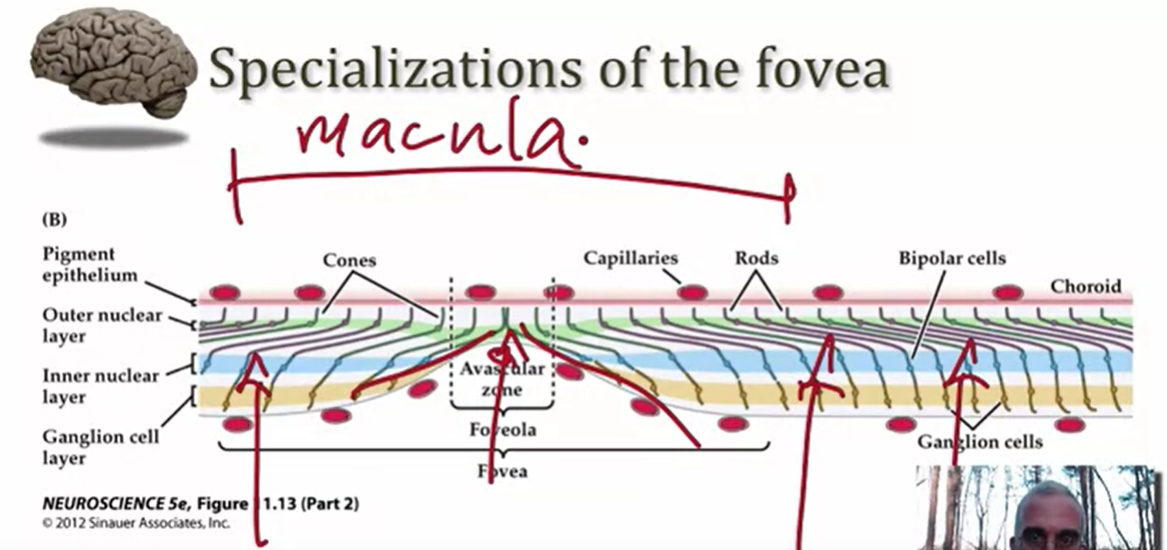 Specializations of the fovea
macula.
(B)
Pigment
epithelium
Cones
Capillaries
Rods
Bipolar cells
Choroid
Outer nuclear
layer
Inner nuclear
layer
Avascular
zone
Ganglion cell
layer
Foveola
Ganglion cells
Fovea
NEUROSCIENCE 5e, Figure 11.13 (Part 2)
© 2012 Sinauer Associates, Inc.